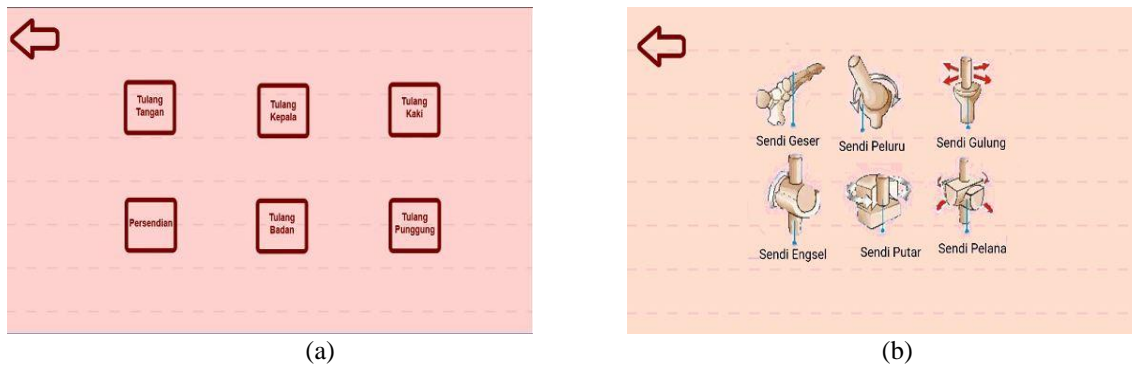 Tulang
Tangan
Tulang
Kepala
Tulang
Kaki
Persendian
Tulang
Badan
Tulang
Punggung
(a)
Sendi Geser
Sendi Peluru
Sendi Gulung
Sendi Engsel
Sendi Putar
Sendi Pelana
(b)